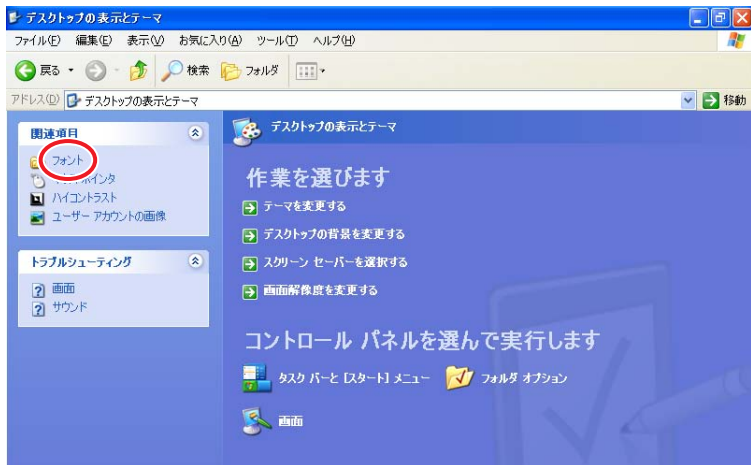 デスクトップの表示とテーマ
ファイル(F) 編集(E) 表示(V) お気に入り(A) ツール(T) ヘルプ(H)
戻る 検索 フォルダ
アドレス(D) デスクトップの表示とテーマ 移動
関連項目
フォント
ハイコントラスト
ユーザー アカウントの画像
トラブルシューティング
画面
サウンド
デスクトップの表示とテーマ
作業を選びます
テーマを変更する
デスクトップの背景を変更する
スクリーン セーバーを選択する
画面解像度を変更する
コントロール パネルを選んで実行します
タスク バーと [スタート] メニュー フォルダ オプション
画面